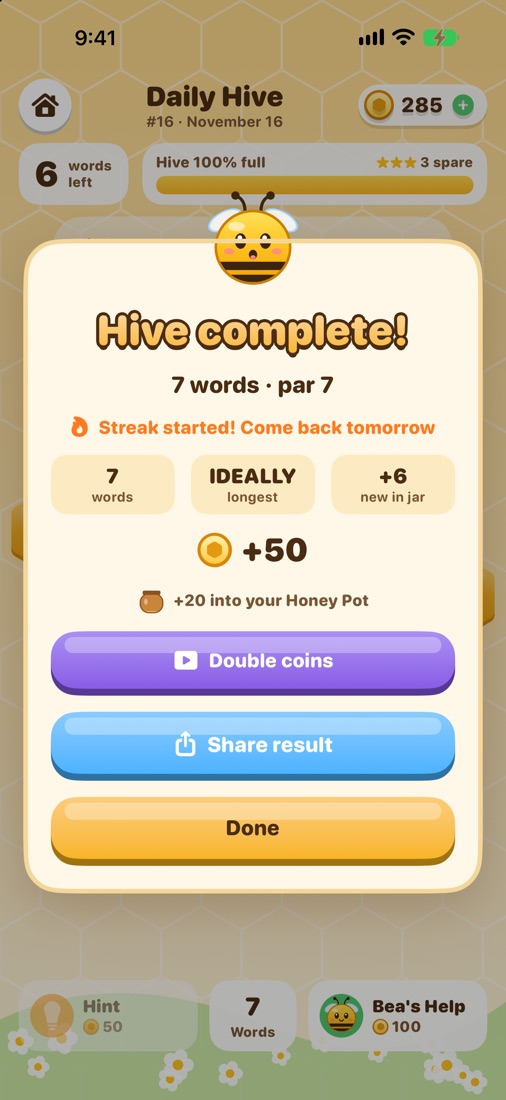 9:41
Daily Hive
#16 · November 16
285
6 words left
Hive 100% full
3 spare
Hive complete!
7 words · par 7
Streak started! Come back tomorrow
7
words
IDEALLY
longest
+6
new in jar
+50
+20 into your Honey Pot
Double coins
Share result
Done
Hint
50
7
Words
Bea's Help
100